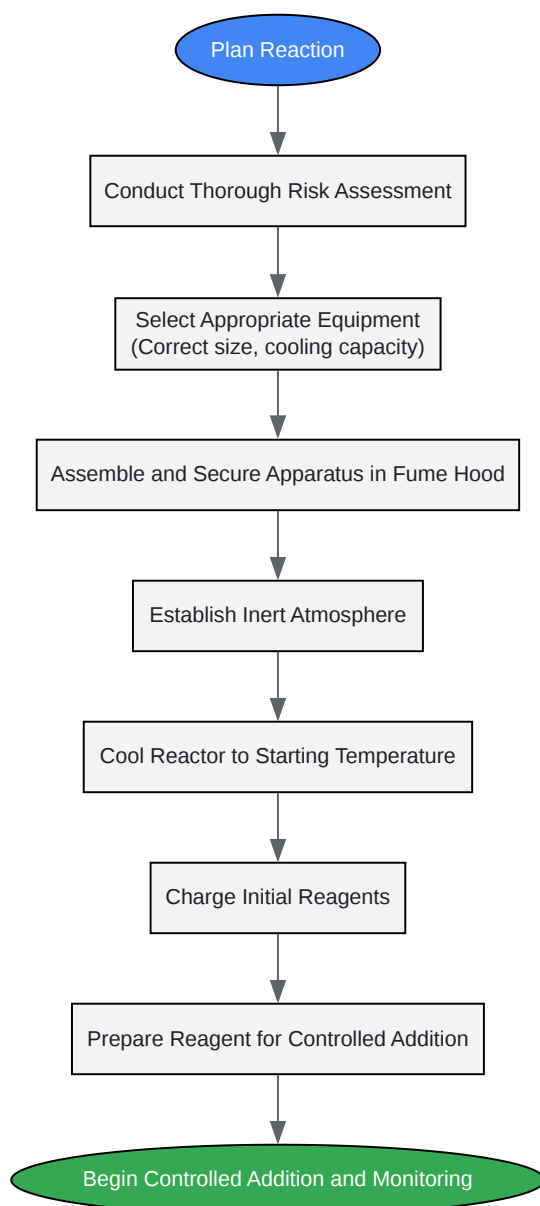 Plan Reaction
Conduct Thorough Risk Assessment
Select Appropriate Equipment
(Correct size, cooling capacity)
Assemble and Secure Apparatus in Fume Hood
Establish Inert Atmosphere
Cool Reactor to Starting Temperature
Charge Initial Reagents
Prepare Reagent for Controlled Addition
Begin Controlled Addition and Monitoring